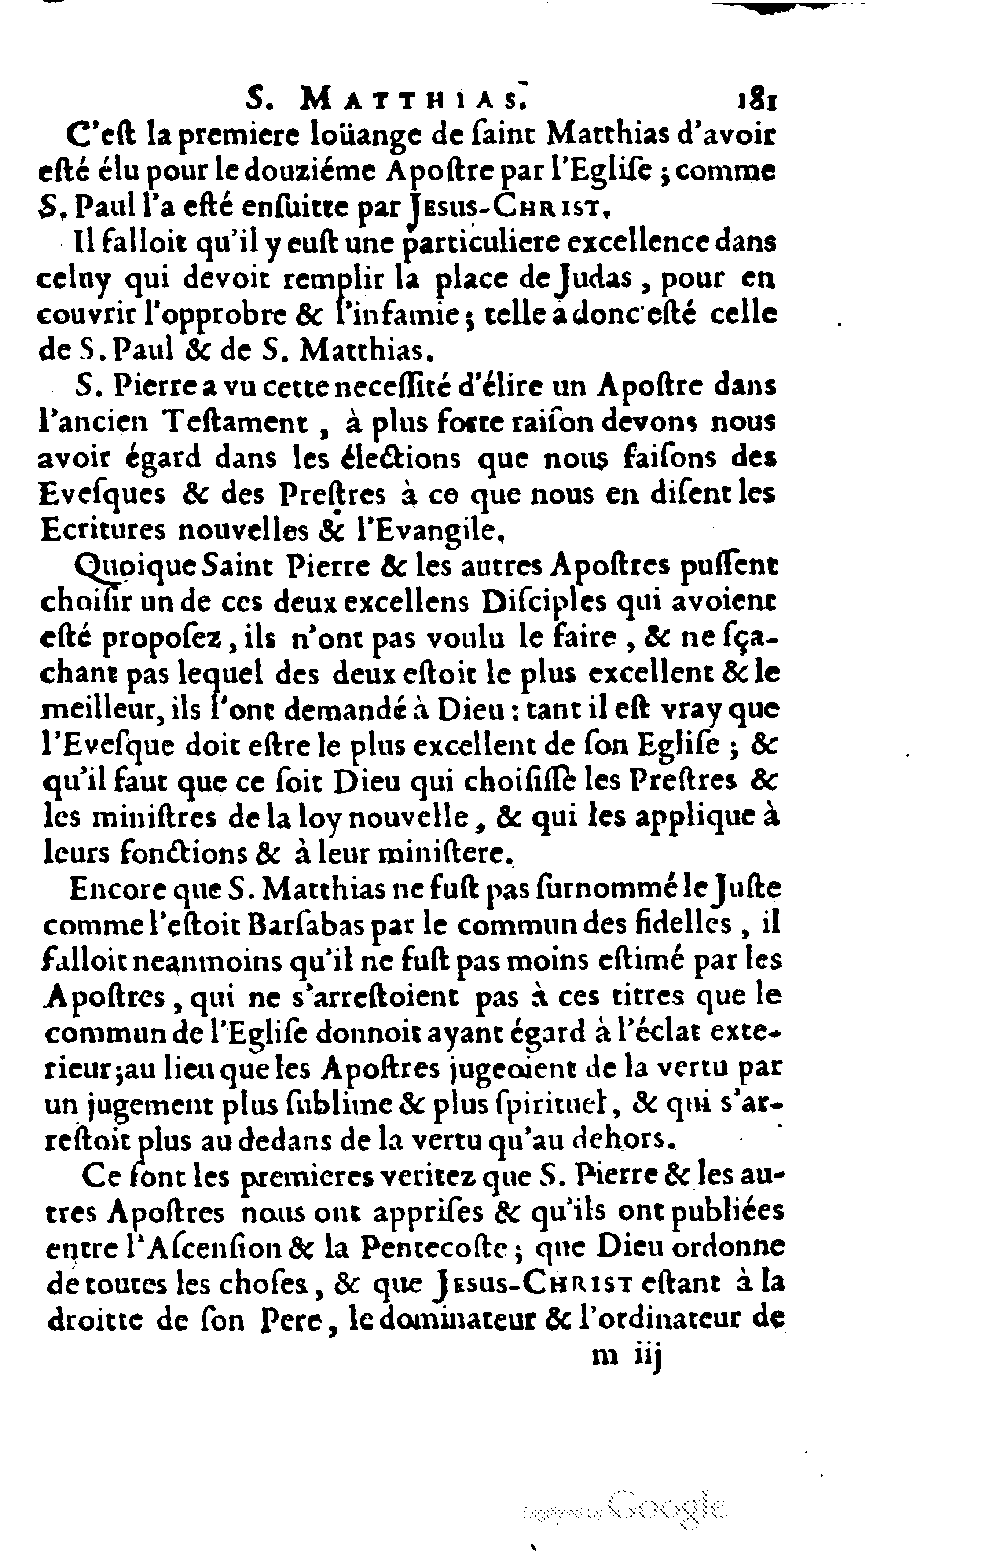 S. MATTHIAS. 181
C'eſt la premiere loüange de ſaint Matthias d'avoir
eſté élu pour le douziéme Apoſtre par l'Egliſe ; comme
S. Paul l'a eſté enſuitte par JESUS-CHRIST.
Il falloit qu'il y euſt une particuliere excellence dans
celuy qui devoit remplir la place de Judas, pour en
couvrir l'opprobre & l'infamie ; telle a donc eſté celle
de S. Paul & de S. Matthias.
S. Pierre a vu cette neceſſité d'élire un Apoſtre dans
l'ancien Teſtament, à plus forte raiſon devons nous
avoir égard dans les élections que nous faiſons des
Eveſques & des Preſtres à ce que nous en diſent les
Ecritures nouvelles & l'Evangile.
Quoique Saint Pierre & les autres Apoſtres puſſent
choiſir un de ces deux excellens Diſciples qui avoient
eſté propoſez, ils n'ont pas voulu le faire, & ne ſça-
chant pas lequel des deux eſtoit le plus excellent & le
meilleur, ils l'ont demandé à Dieu : tant il eſt vray que
l'Eveſque doit eſtre le plus excellent de ſon Egliſe ; &
qu'il faut que ce ſoit Dieu qui choiſiſſe les Preſtres &
les miniſtres de la loy nouvelle, & qui les applique à
leurs fonctions & à leur miniſtere.
Encore que S. Matthias ne fuſt pas ſurnommé le Juſte
comme l'eſtoit Barſabas par le commun des fidelles, il
falloit neanmoins qu'il ne fuſt pas moins eſtimé par les
Apoſtres, qui ne s'arreſtoient pas à ces titres que le
commun de l'Egliſe donnoit ayant égard à l'éclat exte-
rieur ; au lieu que les Apoſtres jugeoient de la vertu par
un jugement plus ſublime & plus ſpirituel, & qui s'ar-
reſtoit plus au dedans de la vertu qu'au dehors.
Ce ſont les premieres veritez que S. Pierre & les au-
tres Apoſtres nous ont appriſes & qu'ils ont publiées
entre l'Aſcenſion & la Pentecoſte ; que Dieu ordonne
de toutes les choſes, & que JESUS-CHRIST eſtant à la
droitte de ſon Pere, le dominateur & l'ordinateur de
m iij
Digitized by Google